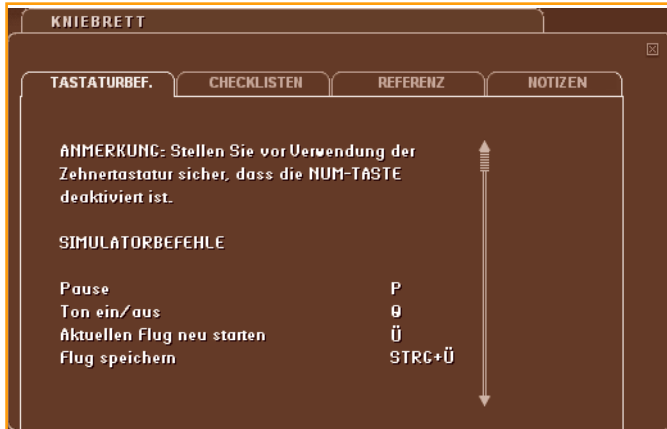 KNIEBRETT
TASTATURBEF. CHECKLISTEN REFERENZ NOTIZEN
ANMERKUNG: Stellen Sie vor Verwendung der
Zehnertastatur sicher, dass die NUM-TASTE
deaktiviert ist.
SIMULATORBEFEHLE
Pause P
Ton ein/aus Q
Aktuellen Flug neu starten Ü
Flug speichern STRG+Ü